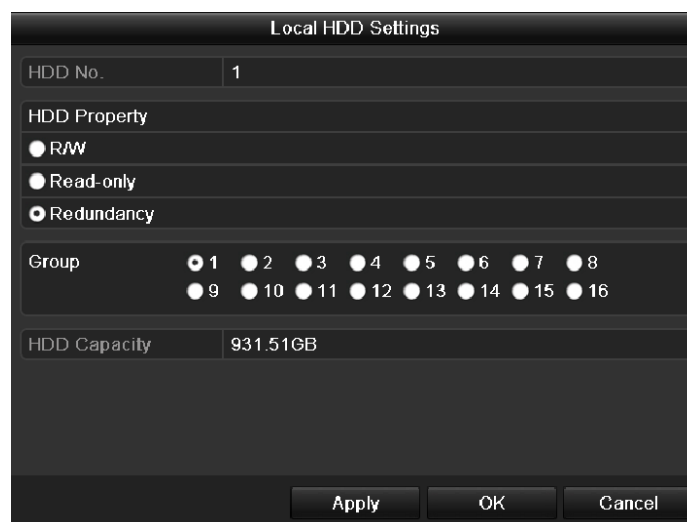 Local HDD Settings
HDD No. 1
HDD Property
R/W
Read-only
Redundancy
Group 1 2 3 4 5 6 7 8
9 10 11 12 13 14 15 16
HDD Capacity 931.51GB
Apply OK Cancel